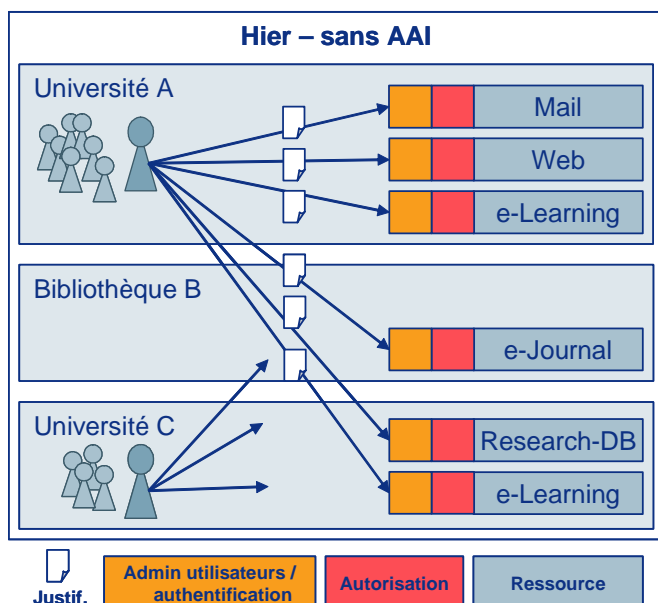 Hier – sans AAI
Université A
Mail
Web
e-Learning
Bibliothèque B
e-Journal
Université C
Research-DB
e-Learning
Justif.
Admin utilisateurs /
authentification
Autorisation
Ressource